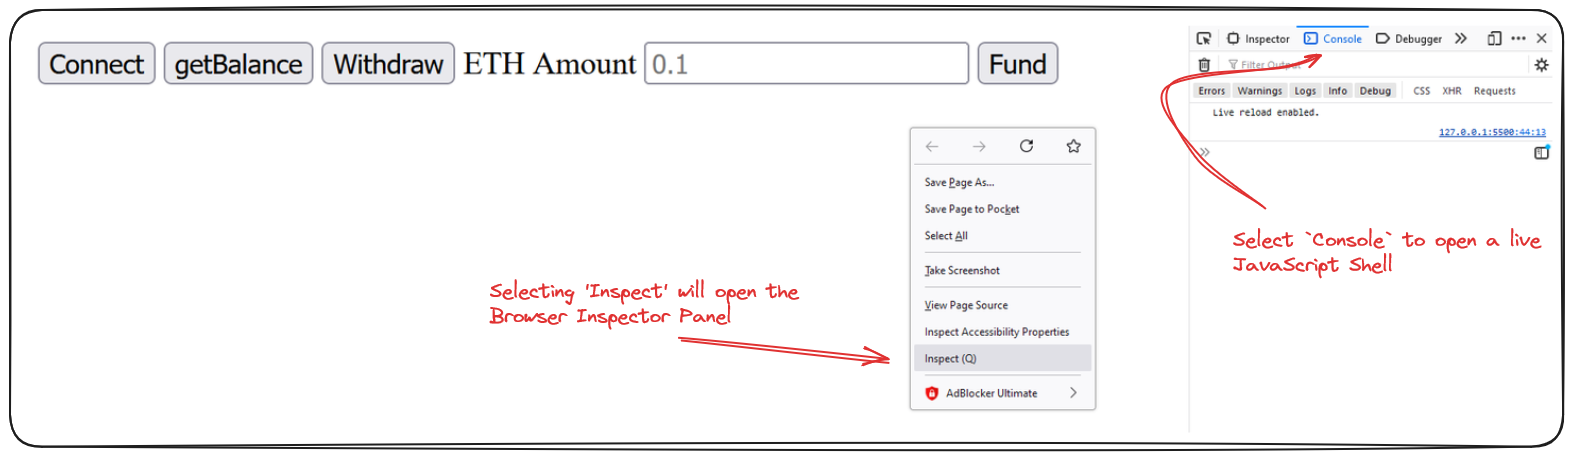 Connect getBalance Withdraw ETH Amount 0.1 Fund
Inspector Console Debugger
Filter Output
Errors Warnings Logs Info Debug CSS XHR Requests
Live reload enabled.
127.0.0.1:5500:44:13
Save Page As...
Save Page to Pocket
Select All
Take Screenshot
View Page Source
Inspect Accessibility Properties
Inspect (Q)
AdBlocker Ultimate
Selecting 'Inspect' will open the
Browser Inspector Panel
Select `Console` to open a live
JavaScript Shell